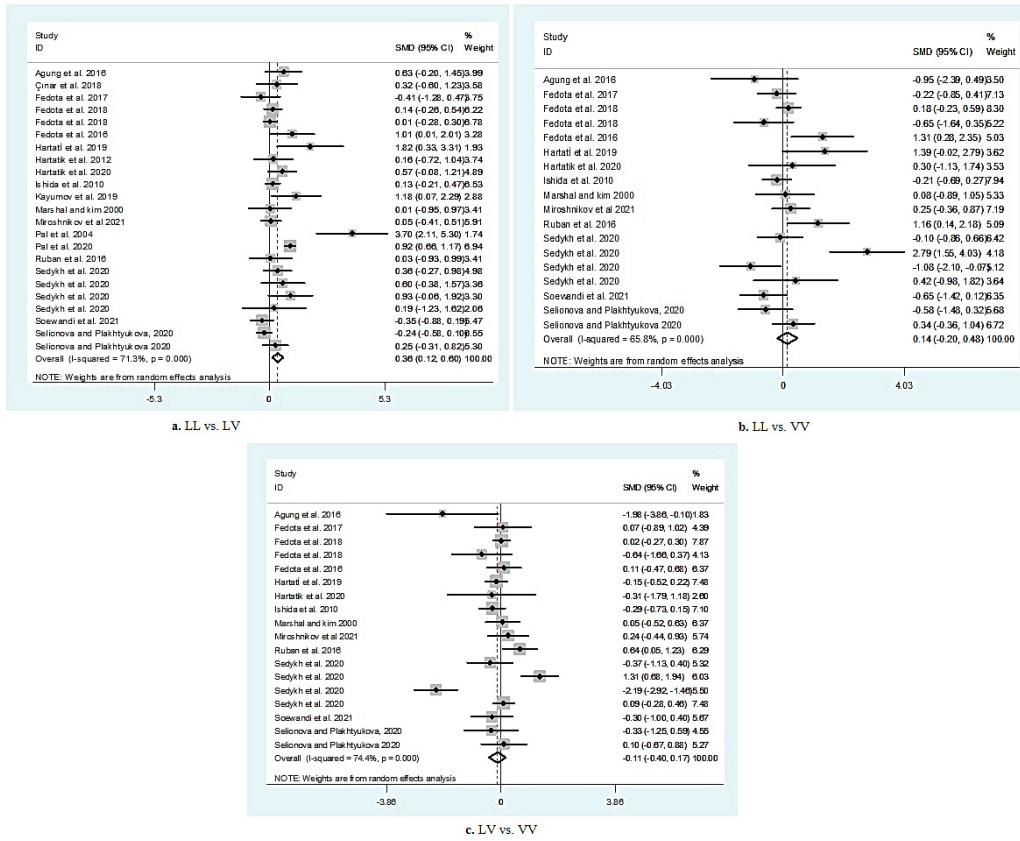 Study
ID
SMD (95% CI)
%
Weight
Agung et al. 2016 0.63 (-0.20, 1.45) 3.99
Çınar et al. 2018 0.32 (-0.60, 1.23) 3.58
Fedota et al. 2017 -0.41 (-1.28, 0.47) 3.75
Fedota et al. 2018 0.14 (-0.26, 0.54) 6.22
Fedota et al. 2018 0.01 (-0.28, 0.30) 6.78
Fedota et al. 2016 1.01 (0.01, 2.01) 3.28
Hartati et al. 2019 1.82 (0.33, 3.31) 1.93
Hartatik et al. 2012 0.16 (-0.72, 1.04) 3.74
Hartatik et al. 2020 0.57 (-0.08, 1.21) 4.89
Ishida et al. 2010 0.13 (-0.21, 0.47) 6.53
Kayumov et al. 2019 1.18 (0.07, 2.29) 2.88
Marshal and kim 2000 0.01 (-0.95, 0.97) 3.41
Miroshnikov et al 2021 0.05 (-0.41, 0.51) 5.91
Pal et al. 2004 3.70 (2.11, 5.30) 1.74
Pal et al. 2020 0.92 (0.66, 1.17) 6.94
Ruban et al. 2016 0.03 (-0.93, 0.99) 3.41
Sedykh et al. 2020 0.36 (-0.27, 0.98) 4.98
Sedykh et al. 2020 0.60 (-0.38, 1.57) 3.36
Sedykh et al. 2020 0.93 (-0.06, 1.92) 3.30
Sedykh et al. 2020 0.19 (-1.23, 1.62) 2.06
Soewandi et al. 2021 -0.35 (-0.88, 0.19) 5.47
Selionova and Plakhtyukova, 2020 -0.24 (-0.58, 0.10) 6.55
Selionova and Plakhtyukova 2020 0.25 (-0.31, 0.82) 5.30
Overall (I-squared = 71.3%, p = 0.000) 0.36 (0.12, 0.60) 100.00
NOTE: Weights are from random effects analysis
-5.3 0 5.3
a. LL vs. LV
Study
ID
SMD (95% CI)
%
Weight
Agung et al. 2016 -0.95 (-2.39, 0.49) 3.50
Fedota et al. 2017 -0.22 (-0.85, 0.41) 7.13
Fedota et al. 2018 0.18 (-0.23, 0.59) 8.30
Fedota et al. 2018 -0.65 (-1.64, 0.35) 5.22
Fedota et al. 2016 1.31 (0.28, 2.35) 5.03
Hartati et al. 2019 1.39 (-0.02, 2.79) 3.62
Hartatik et al. 2020 0.30 (-1.13, 1.74) 3.53
Ishida et al. 2010 -0.21 (-0.69, 0.27) 7.94
Marshal and kim 2000 0.08 (-0.89, 1.05) 5.33
Miroshnikov et al 2021 0.25 (-0.36, 0.87) 7.19
Ruban et al. 2016 1.16 (0.14, 2.18) 5.09
Sedykh et al. 2020 -0.10 (-0.86, 0.66) 6.42
Sedykh et al. 2020 2.79 (1.55, 4.03) 4.18
Sedykh et al. 2020 -1.08 (-2.10, -0.07) 5.12
Sedykh et al. 2020 0.42 (-0.98, 1.82) 3.64
Soewandi et al. 2021 -0.65 (-1.42, 0.12) 6.35
Selionova and Plakhtyukova, 2020 -0.58 (-1.48, 0.32) 5.68
Selionova and Plakhtyukova 2020 0.34 (-0.36, 1.04) 6.72
Overall (I-squared = 65.8%, p = 0.000) 0.14 (-0.20, 0.48) 100.00
NOTE: Weights are from random effects analysis
-4.03 0 4.03
b. LL vs. VV
Study
ID
SMD (95% CI)
%
Weight
Agung et al. 2016 -1.98 (-3.86, -0.10) 1.83
Fedota et al. 2017 0.07 (-0.89, 1.02) 4.39
Fedota et al. 2018 0.02 (-0.27, 0.30) 7.87
Fedota et al. 2018 -0.64 (-1.66, 0.37) 4.13
Fedota et al. 2016 0.11 (-0.47, 0.68) 6.37
Hartati et al. 2019 -0.15 (-0.52, 0.22) 7.48
Hartatik et al. 2020 -0.31 (-1.79, 1.18) 2.60
Ishida et al. 2010 -0.29 (-0.73, 0.15) 7.10
Marshal and kim 2000 0.05 (-0.52, 0.63) 6.37
Miroshnikov et al 2021 0.24 (-0.44, 0.93) 5.74
Ruban et al. 2016 0.64 (0.05, 1.23) 6.29
Sedykh et al. 2020 -0.37 (-1.13, 0.40) 5.32
Sedykh et al. 2020 1.31 (0.68, 1.94) 6.03
Sedykh et al. 2020 -2.19 (-2.92, -1.46) 5.50
Sedykh et al. 2020 0.09 (-0.28, 0.46) 7.48
Soewandi et al. 2021 -0.30 (-1.00, 0.40) 5.67
Selionova and Plakhtyukova, 2020 -0.33 (-1.25, 0.59) 4.55
Selionova and Plakhtyukova 2020 0.10 (-0.67, 0.88) 5.27
Overall (I-squared = 74.4%, p = 0.000) -0.11 (-0.40, 0.17) 100.00
NOTE: Weights are from random effects analysis
-3.86 0 3.86
c. LV vs. VV